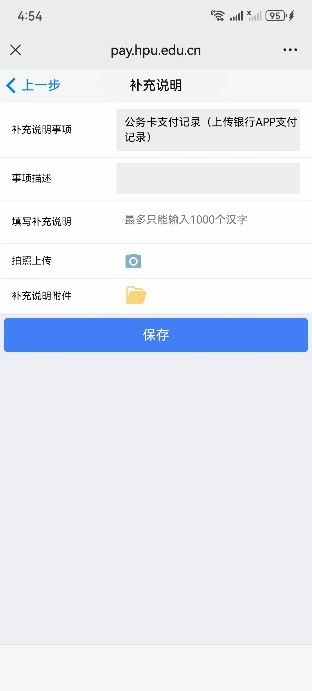 4:54
95
pay.hpu.edu.cn
上一步
补充说明
补充说明事项
公务卡支付记录（上传银行APP支付
记录）
事项描述
填写补充说明
最多只能输入1000个汉字
拍照上传
补充说明附件
保存